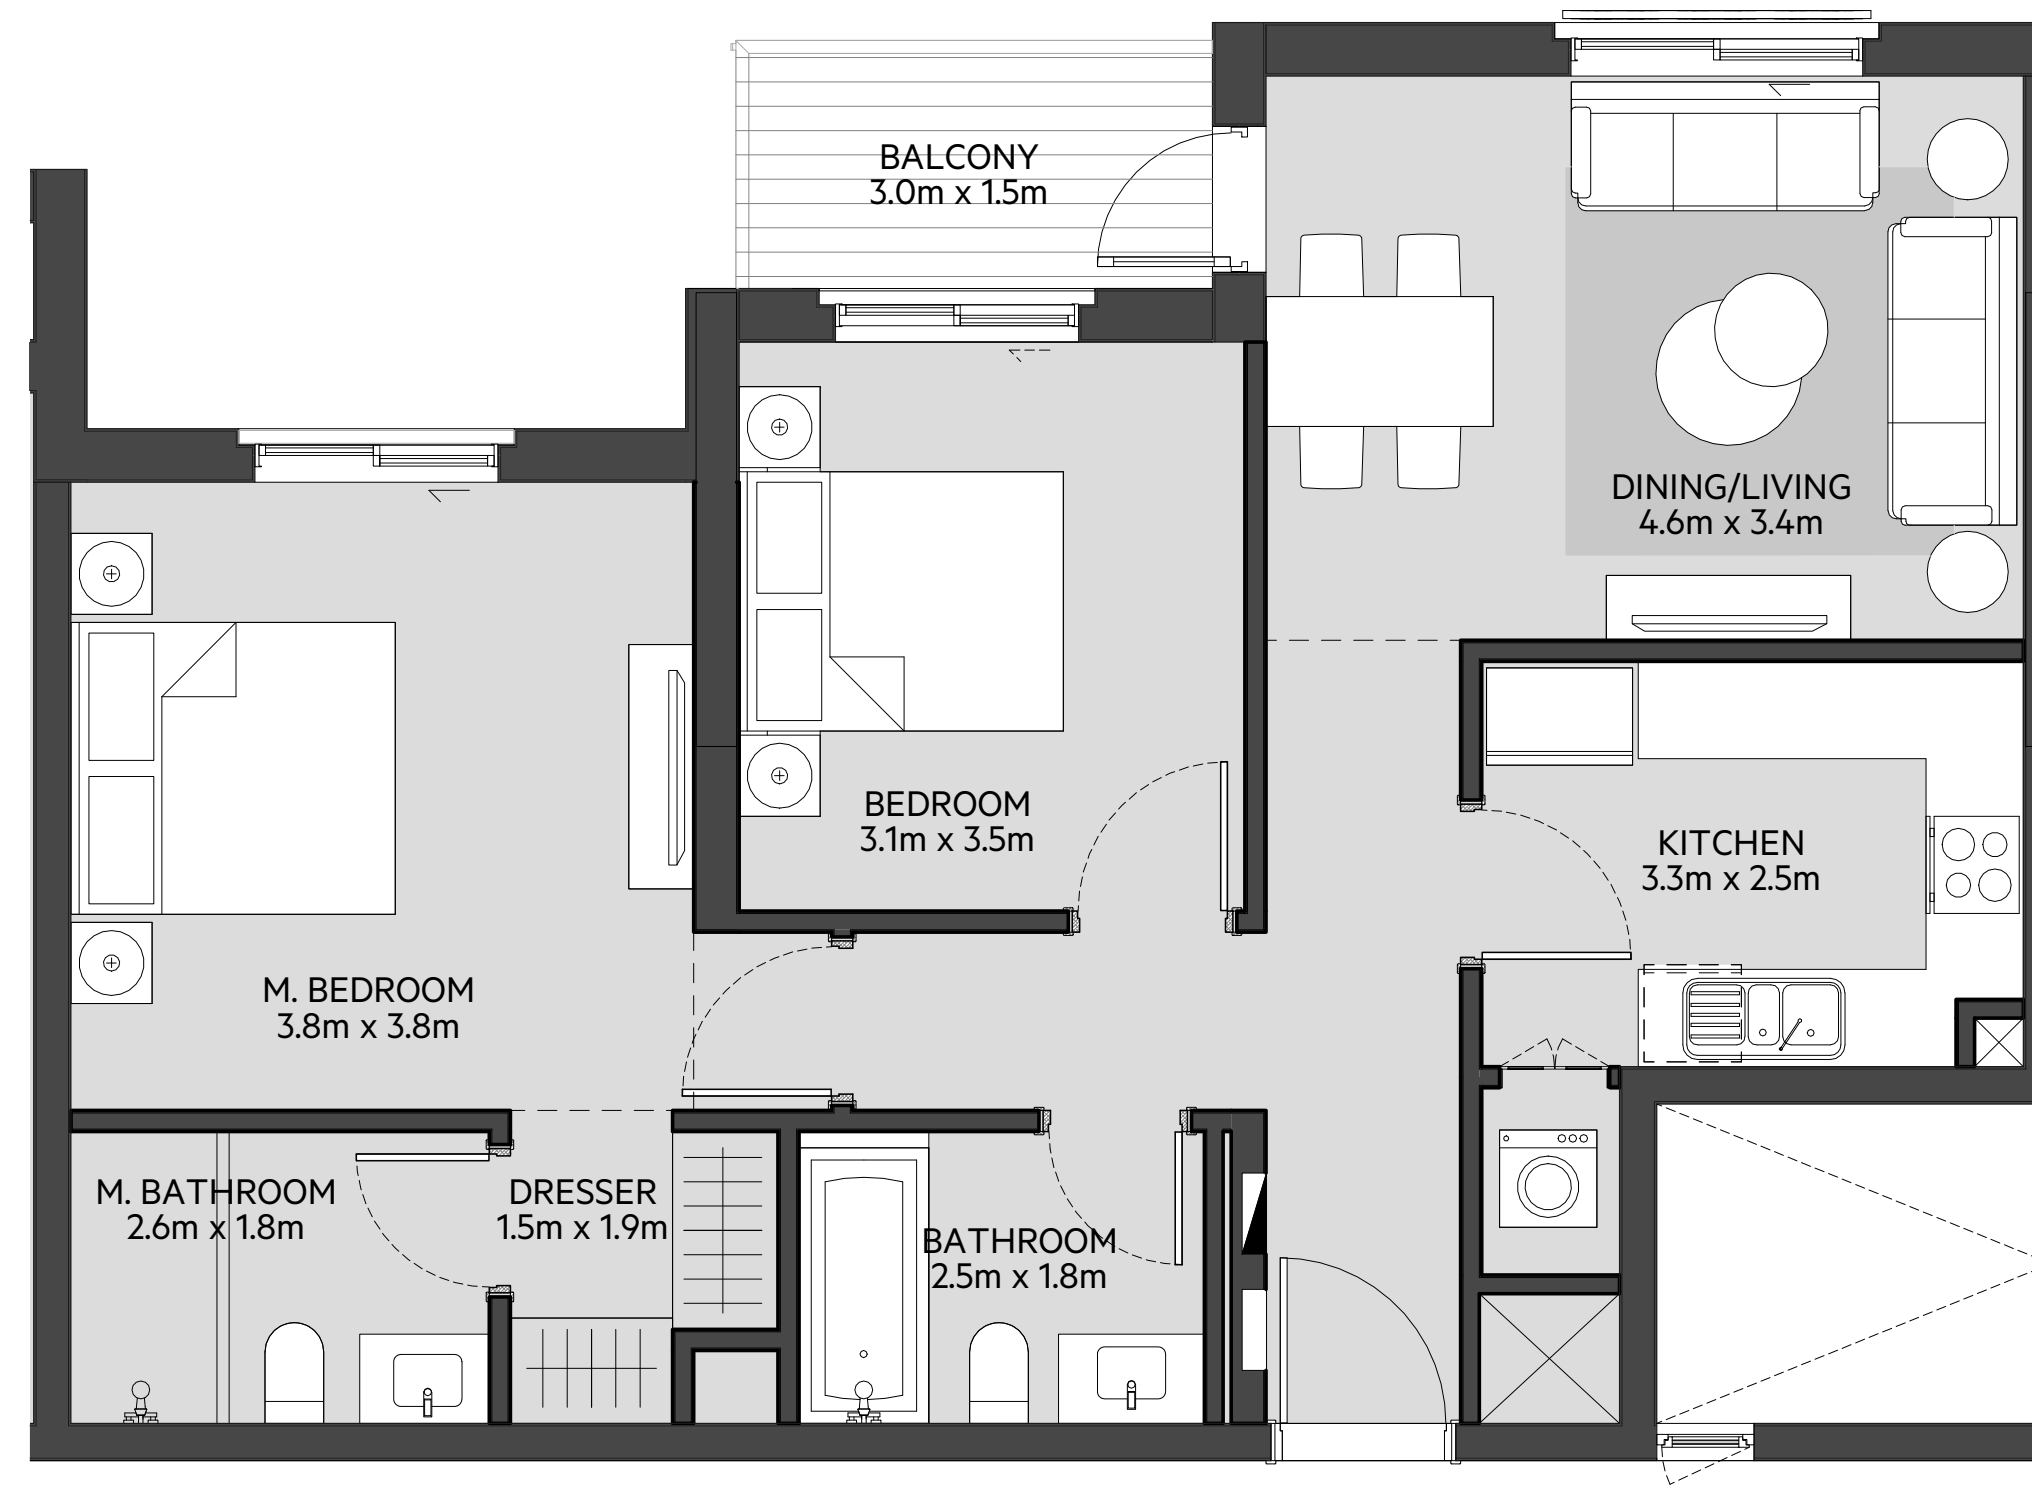 BALCONY
3.0m x 1.5m
DINING/LIVING
4.6m x 3.4m
BEDROOM
3.1m x 3.5m
KITCHEN
3.3m x 2.5m
M. BEDROOM
3.8m x 3.8m
M. BATHROOM
2.6m x 1.8m
DRESSER
1.5m x 1.9m
BATHROOM
2.5m x 1.8m